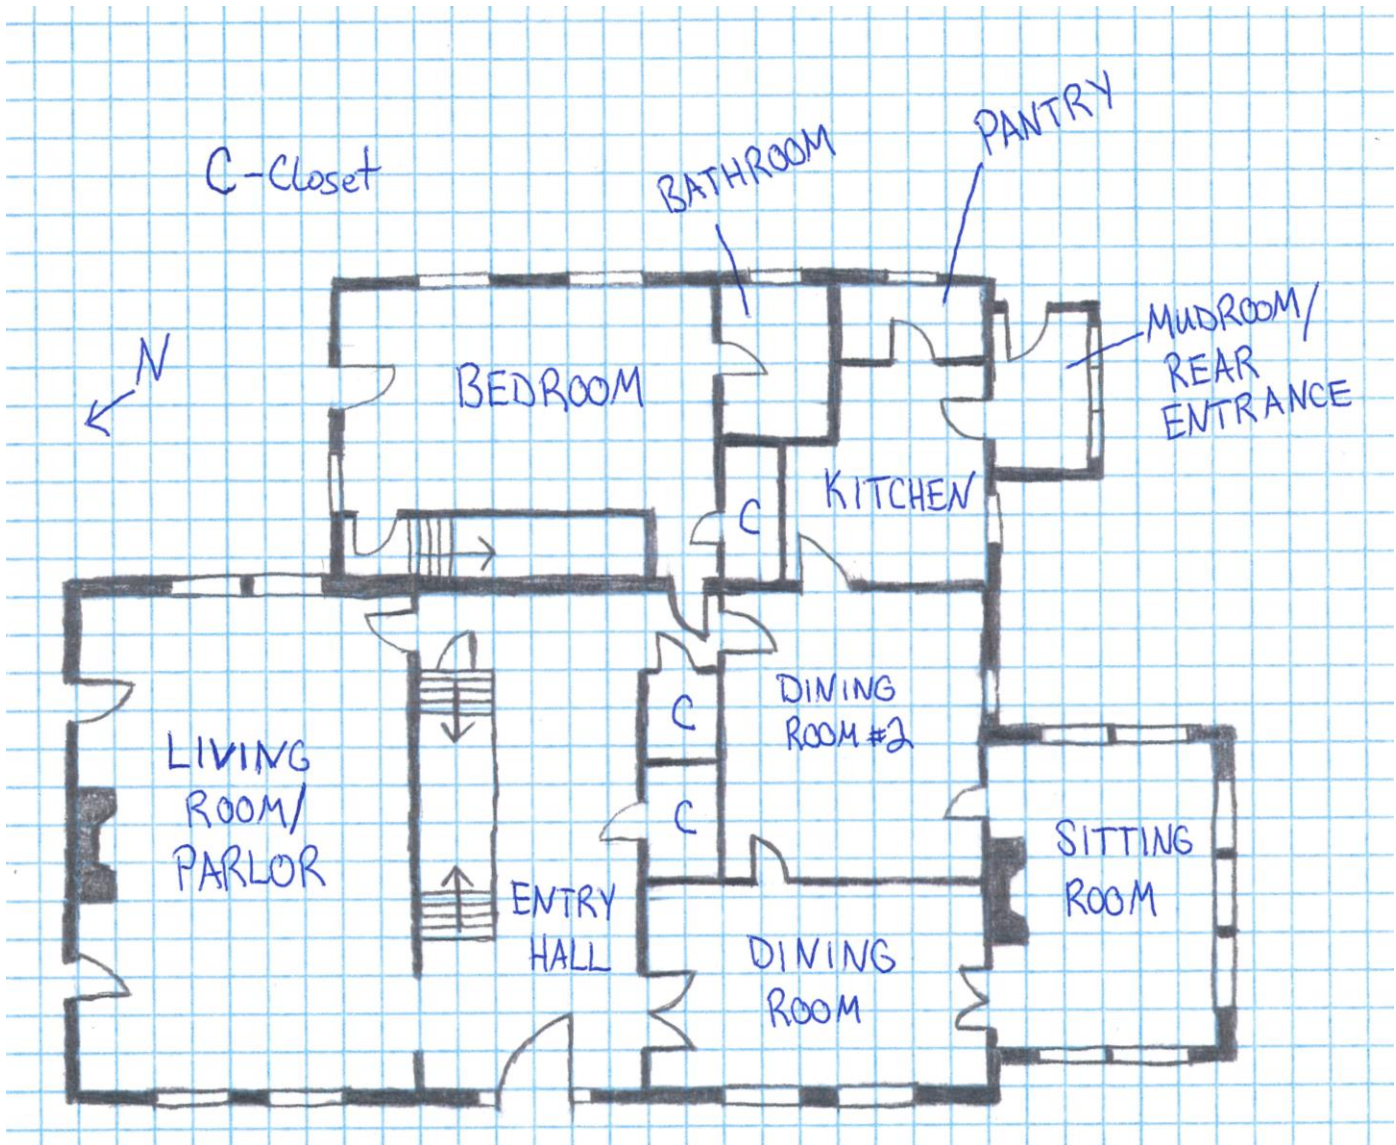 PANTRY
BATHROOM
C-Closet
MUDROOM/
REAR
ENTRANCE
N
BEDROOM
KITCHEN
C
DINING
ROOM #2
C
LIVING
ROOM/
PARLOR
C
SITTING
ROOM
ENTRY
HALL
DINING
ROOM